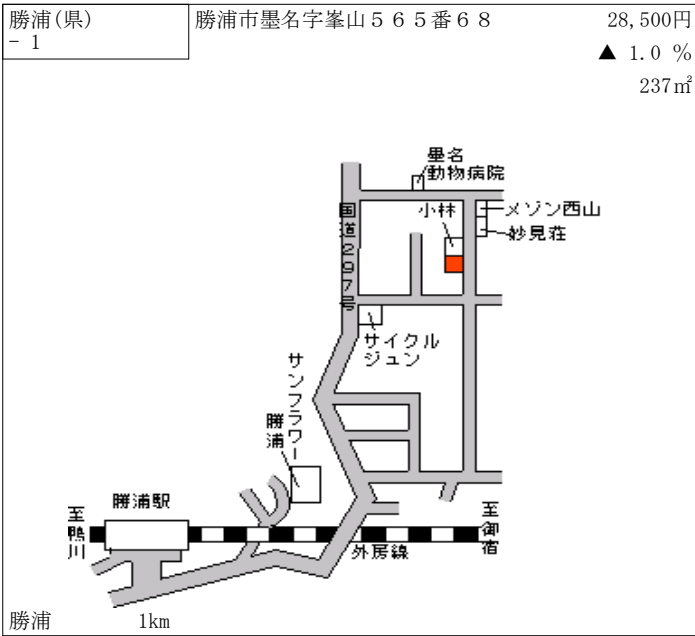 勝浦(県)
- 1
勝浦市墨名字峯山５６５番６８
28,500円
▲ 1.0 %
237㎡
墨名
動物病院
国道297号
小林
メゾン西山
妙見荘
サイクル
ジュン
サンフラワー
勝浦
勝浦駅
至鴨川
至御宿
外房線
勝浦
1km